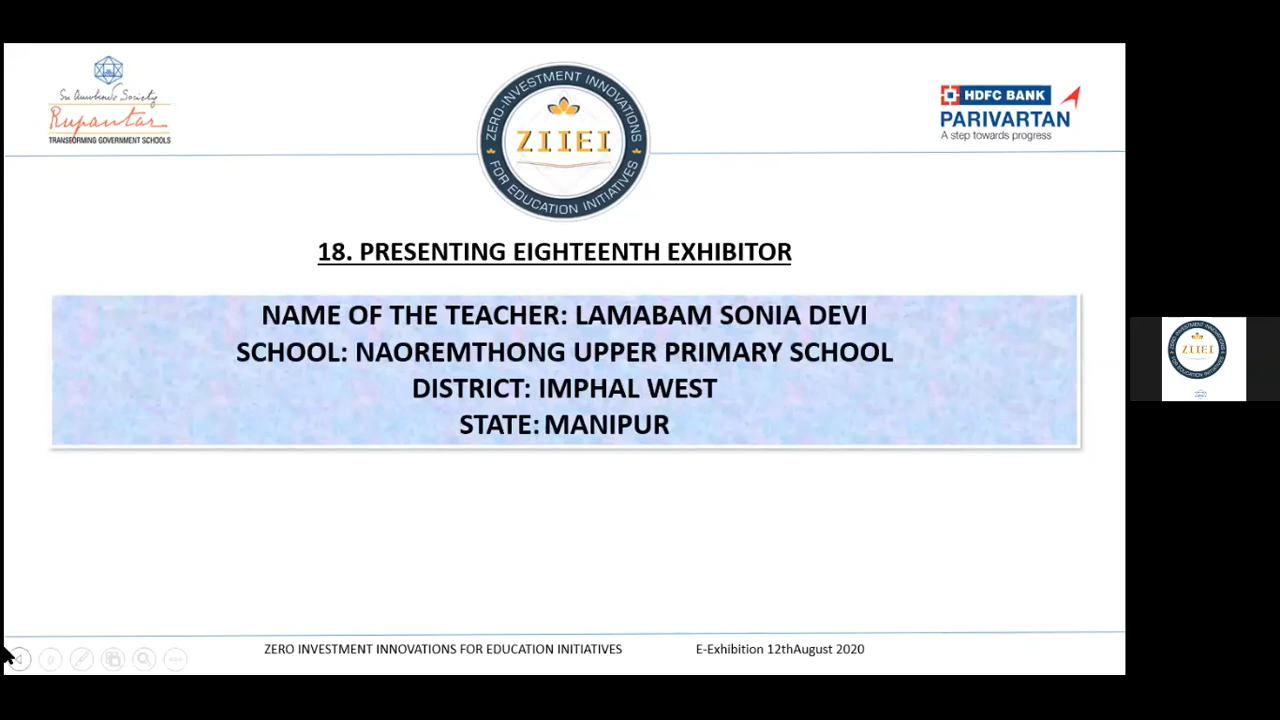 Sri Aurobindo Society
Rupantar
TRANSFORMING GOVERNMENT SCHOOLS
ZERO-INVESTMENT INNOVATIONS
ZIIEI
FOR EDUCATION INITIATIVES
HDFC BANK
PARIVARTAN
A step towards progress
18. PRESENTING EIGHTEENTH EXHIBITOR
NAME OF THE TEACHER: LAMABAM SONIA DEVI
SCHOOL: NAOREMTHONG UPPER PRIMARY SCHOOL
DISTRICT: IMPHAL WEST
STATE: MANIPUR
ZIIEI
ZERO INVESTMENT INNOVATIONS FOR EDUCATION INITIATIVES
E-Exhibition 12thAugust 2020